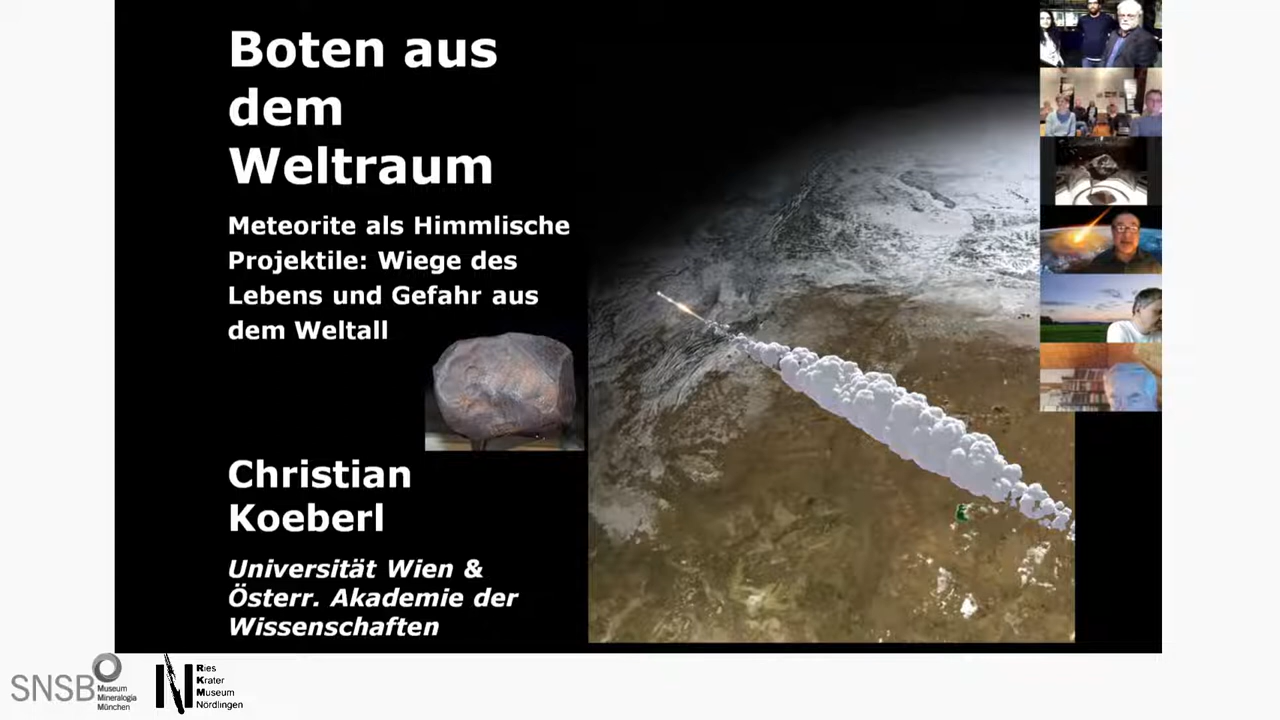 Boten aus
dem
Weltraum
Meteorite als Himmlische
Projektile: Wiege des
Lebens und Gefahr aus
dem Weltall
Christian
Koeberl
Universität Wien &
Österr. Akademie der
Wissenschaften
SNSB
Museum
Mineralogia
München
Ries
Krater
Museum
Nördlingen